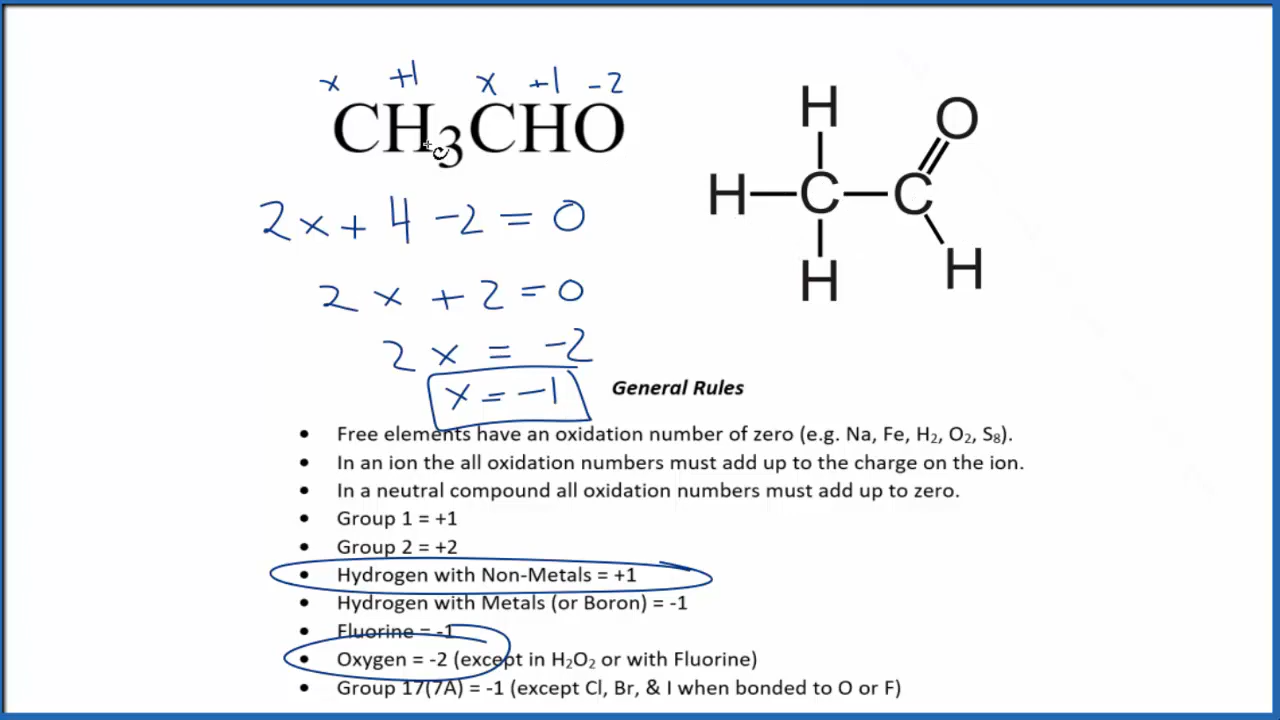 x +1 x +1 -2
CH₃CHO
2x + 4 -2 = 0
2x + 2 = 0
2x = -2
x = -1
H
O
H C C
H
H
General Rules
• Free elements have an oxidation number of zero (e.g. Na, Fe, H₂, O₂, S₈).
• In an ion the all oxidation numbers must add up to the charge on the ion.
• In a neutral compound all oxidation numbers must add up to zero.
• Group 1 = +1
• Group 2 = +2
• Hydrogen with Non-Metals = +1
• Hydrogen with Metals (or Boron) = -1
• Fluorine = -1
• Oxygen = -2 (except in H₂O₂ or with Fluorine)
• Group 17(7A) = -1 (except Cl, Br, & I when bonded to O or F)